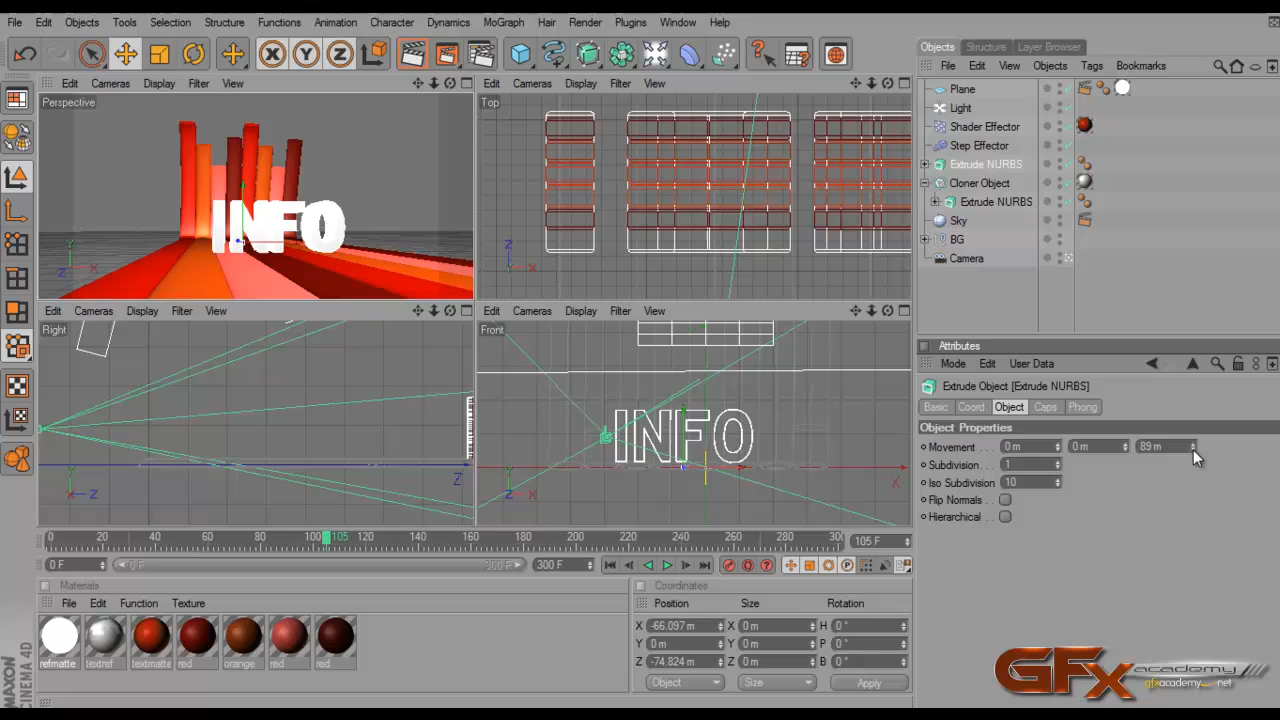 File Edit Objects Tools Selection Structure Functions Animation Character Dynamics MoGraph Hair Render Plugins Window Help
X Y Z
Edit Cameras Display Filter View
Perspective
INFO
Y
Z X
Edit Cameras Display Filter View
Top
Z
X
Edit Cameras Display Filter View
Right
Z
Y
X Z
Edit Cameras Display Filter View
Front
INFO
X
Y
Z X
0 20 40 60 80 100 105 120 140 160 180 200 220 240 260 280 300
105 F
0 F 0 F 300 F 300 F
Materials
File Edit Function Texture
refmatte textref textmatte red orange red red
Coordinates
Position Size Rotation
X -66.097 m X 0 m H 0 °
Y 0 m Y 0 m P 0 °
Z -74.824 m Z 0 m B 0 °
Object Size Apply
MAXON
CINEMA 4D
Objects Structure Layer Browser
File Edit View Objects Tags Bookmarks
Plane
Light
Shader Effector
Step Effector
Extrude NURBS
Cloner Object
Extrude NURBS
Sky
BG
Camera
Attributes
Mode Edit User Data
Extrude Object [Extrude NURBS]
Basic Coord Object Caps Phong
Object Properties
Movement 0 m 0 m 89 m
Subdivision 1
Iso Subdivision 10
Flip Normals
Hierarchical
GFx academy
gfxacademy.net